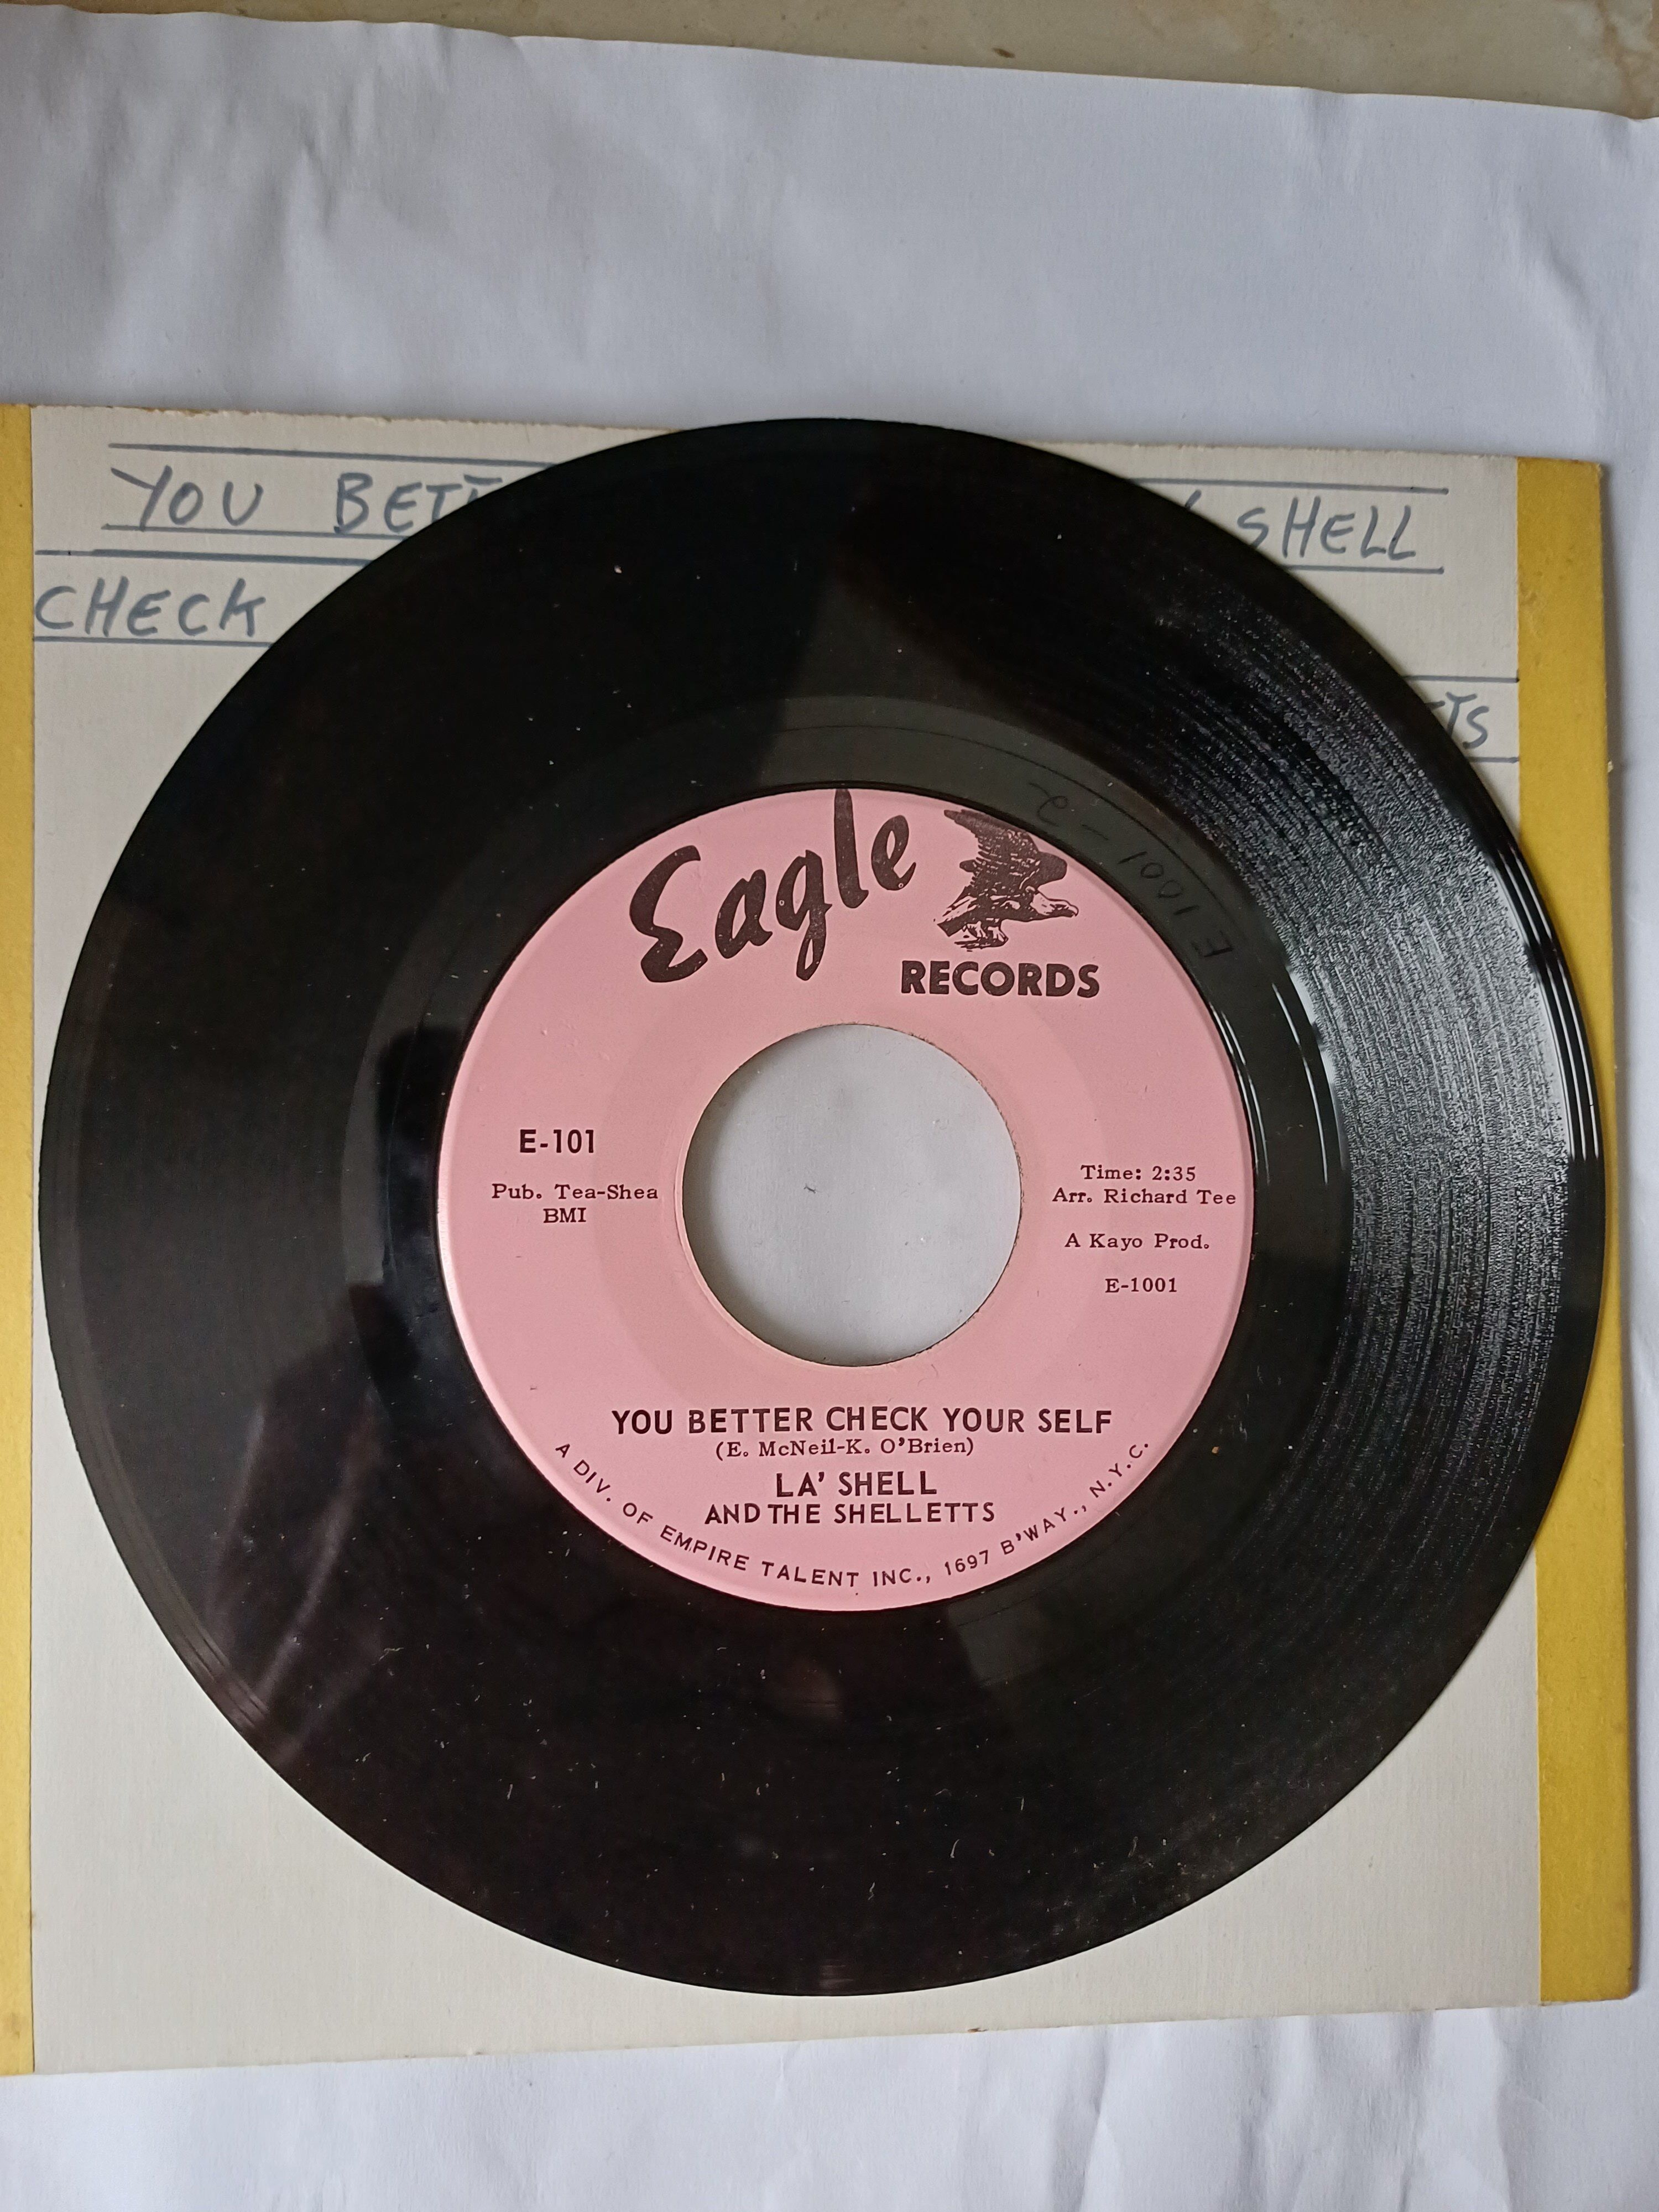 YOU BETT
SHELL
CHECK
TS
E 1001-2
Eagle
RECORDS
E-101
Pub. Tea-Shea
BMI
Time: 2:35
Arr. Richard Tee
A Kayo Prod.
E-1001
YOU BETTER CHECK YOUR SELF
(E. McNeil-K. O'Brien)
LA' SHELL
AND THE SHELLETTS
A DIV. OF EMPIRE TALENT INC., 1697 B'WAY., N.Y.C.